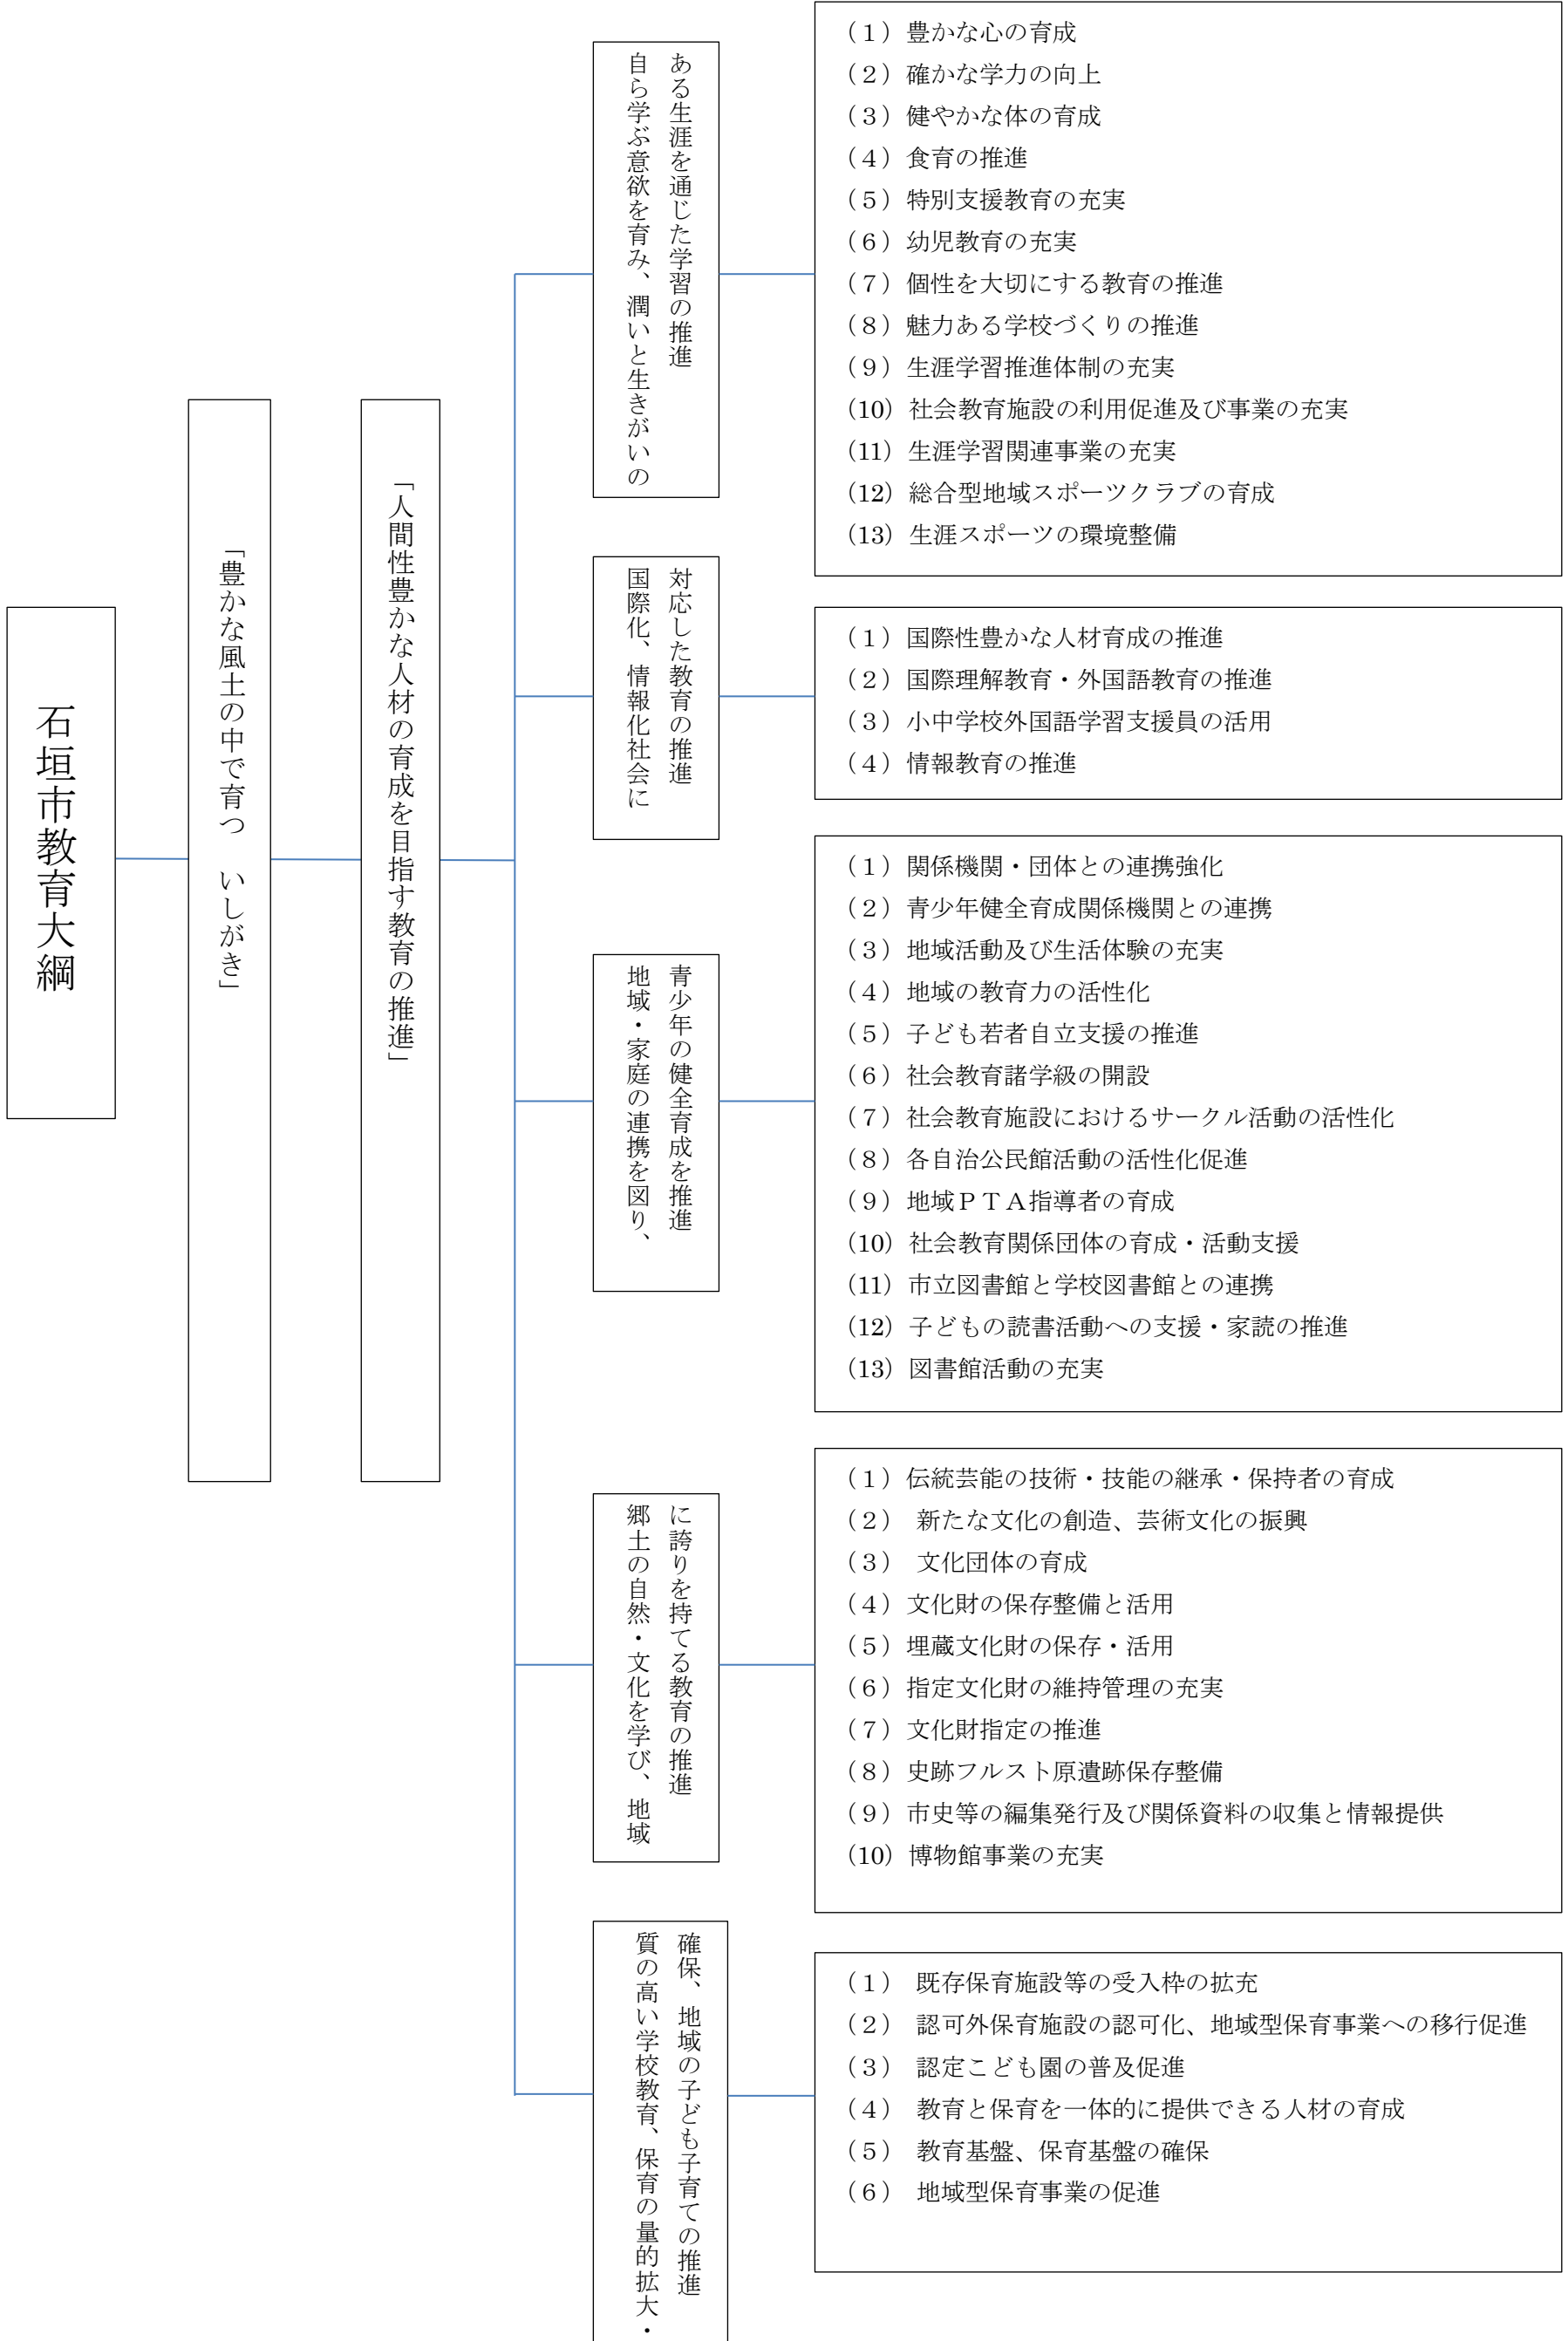 石垣市教育大綱
「豊かな風土の中で育つ　いしがき」
「人間性豊かな人材の育成を目指す教育の推進」
自ら学ぶ意欲を育み、潤いと生きがいの
ある生涯を通じた学習の推進
（１）豊かな心の育成
（２）確かな学力の向上
（３）健やかな体の育成
（４）食育の推進
（５）特別支援教育の充実
（６）幼児教育の充実
（７）個性を大切にする教育の推進
（８）魅力ある学校づくりの推進
（９）生涯学習推進体制の充実
（10）社会教育施設の利用促進及び事業の充実
（11）生涯学習関連事業の充実
（12）総合型地域スポーツクラブの育成
（13）生涯スポーツの環境整備
国際化、情報化社会に
対応した教育の推進
（１）国際性豊かな人材育成の推進
（２）国際理解教育・外国語教育の推進
（３）小中学校外国語学習支援員の活用
（４）情報教育の推進
地域・家庭の連携を図り、
青少年の健全育成を推進
（１）関係機関・団体との連携強化
（２）青少年健全育成関係機関との連携
（３）地域活動及び生活体験の充実
（４）地域の教育力の活性化
（５）子ども若者自立支援の推進
（６）社会教育諸学級の開設
（７）社会教育施設におけるサークル活動の活性化
（８）各自治公民館活動の活性化促進
（９）地域ＰＴＡ指導者の育成
（10）社会教育関係団体の育成・活動支援
（11）市立図書館と学校図書館との連携
（12）子どもの読書活動への支援・家読の推進
（13）図書館活動の充実
郷土の自然・文化を学び、地域
に誇りを持てる教育の推進
（１）伝統芸能の技術・技能の継承・保持者の育成
（２） 新たな文化の創造、芸術文化の振興
（３） 文化団体の育成
（４）文化財の保存整備と活用
（５）埋蔵文化財の保存・活用
（６）指定文化財の維持管理の充実
（７）文化財指定の推進
（８）史跡フルスト原遺跡保存整備
（９）市史等の編集発行及び関係資料の収集と情報提供
（10）博物館事業の充実
質の高い学校教育、保育の量的拡大・
確保、地域の子ども子育ての推進
（１） 既存保育施設等の受入枠の拡充
（２） 認可外保育施設の認可化、地域型保育事業への移行促進
（３） 認定こども園の普及促進
（４） 教育と保育を一体的に提供できる人材の育成
（５） 教育基盤、保育基盤の確保
（６） 地域型保育事業の促進